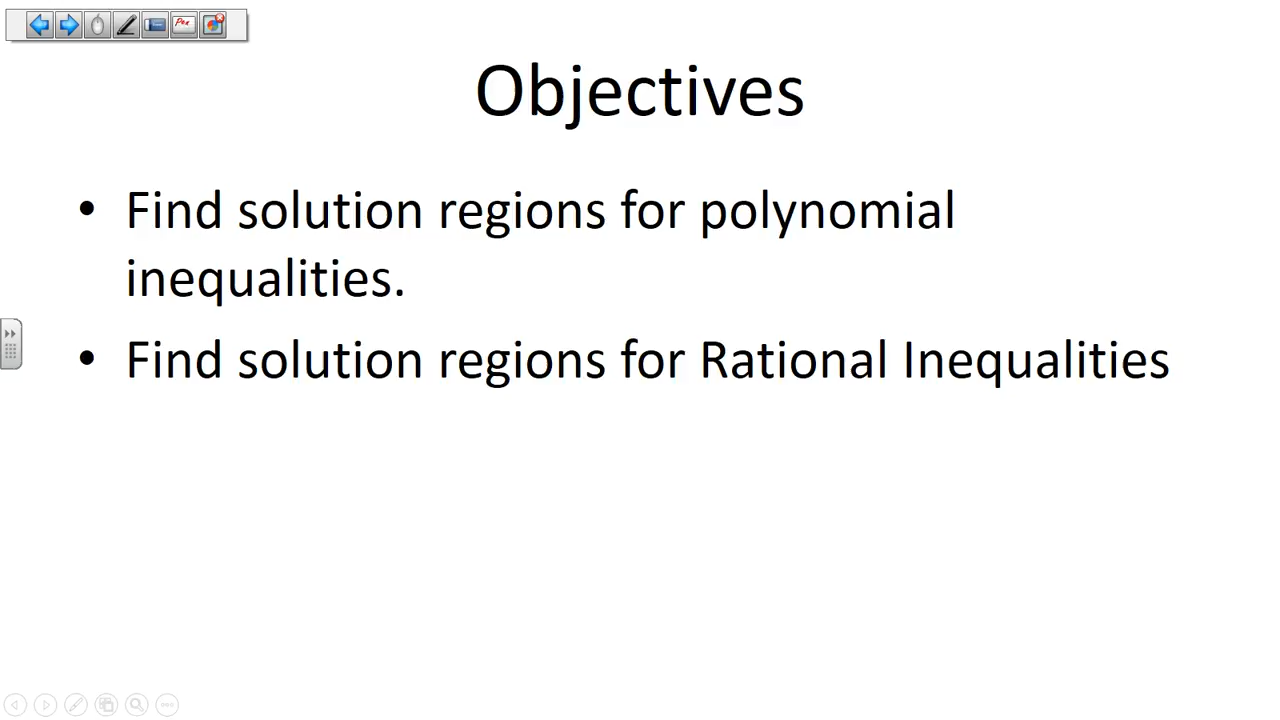 Objectives
• Find solution regions for polynomial
inequalities.
• Find solution regions for Rational Inequalities